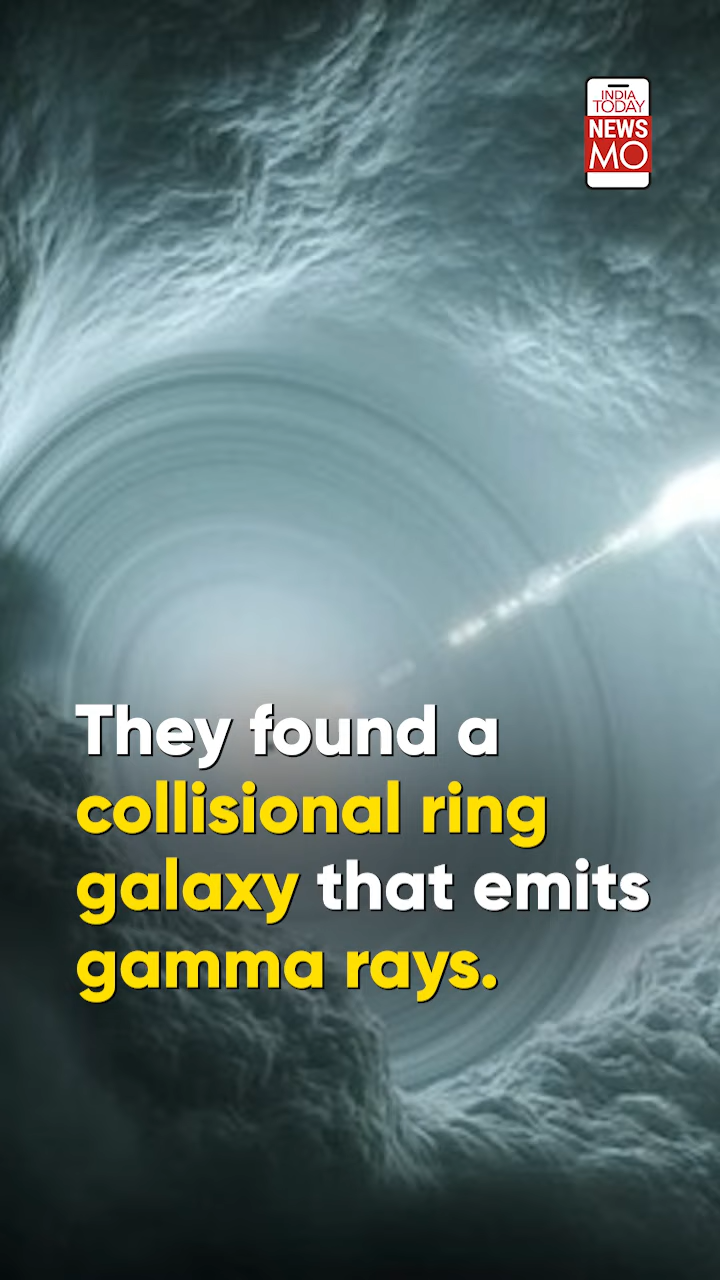 INDIA
TODAY
NEWS
MO
They found a
collisional ring
galaxy that emits
gamma rays.